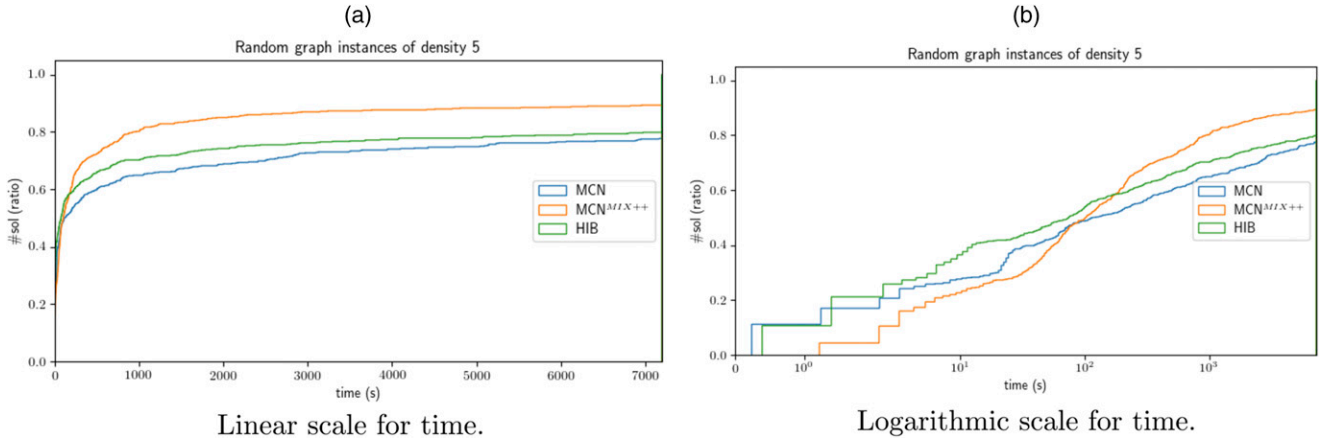 (a)
Random graph instances of density 5
1.0
0.8
0.6
0.4
0.2
0.0
#sol (ratio)
MCN
MCN^{MIX++}
HIB
0 1000 2000 3000 4000 5000 6000 7000
time (s)
Linear scale for time.
(b)
Random graph instances of density 5
1.0
0.8
0.6
0.4
0.2
0.0
#sol (ratio)
MCN
MCN^{MIX++}
HIB
0 10^0 10^1 10^2 10^3
time (s)
Logarithmic scale for time.